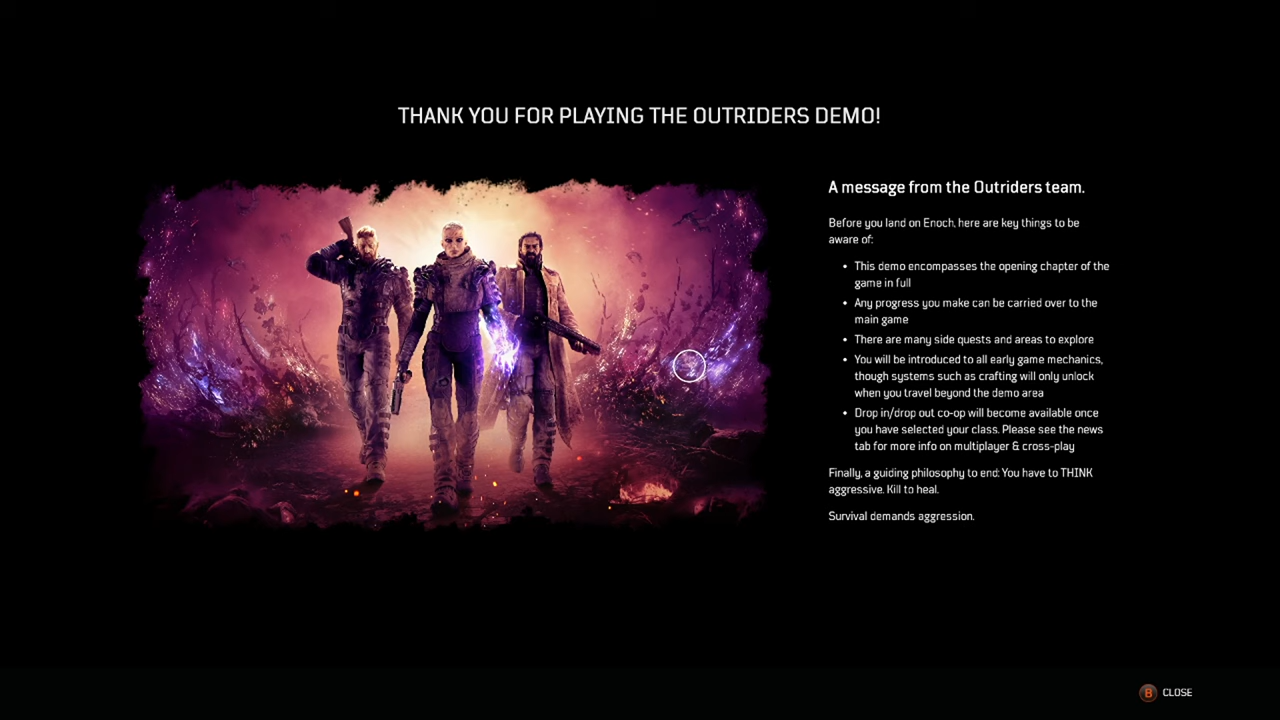 THANK YOU FOR PLAYING THE OUTRIDERS DEMO!
A message from the Outriders team.
Before you land on Enoch, here are key things to be
aware of:
• This demo encompasses the opening chapter of the
game in full
• Any progress you make can be carried over to the
main game
• There are many side quests and areas to explore
• You will be introduced to all early game mechanics,
though systems such as crafting will only unlock
when you travel beyond the demo area
• Drop in/drop out co-op will become available once
you have selected your class. Please see the news
tab for more info on multiplayer & cross-play
Finally, a guiding philosophy to end: You have to THINK
aggressive. Kill to heal.
Survival demands aggression.
B CLOSE